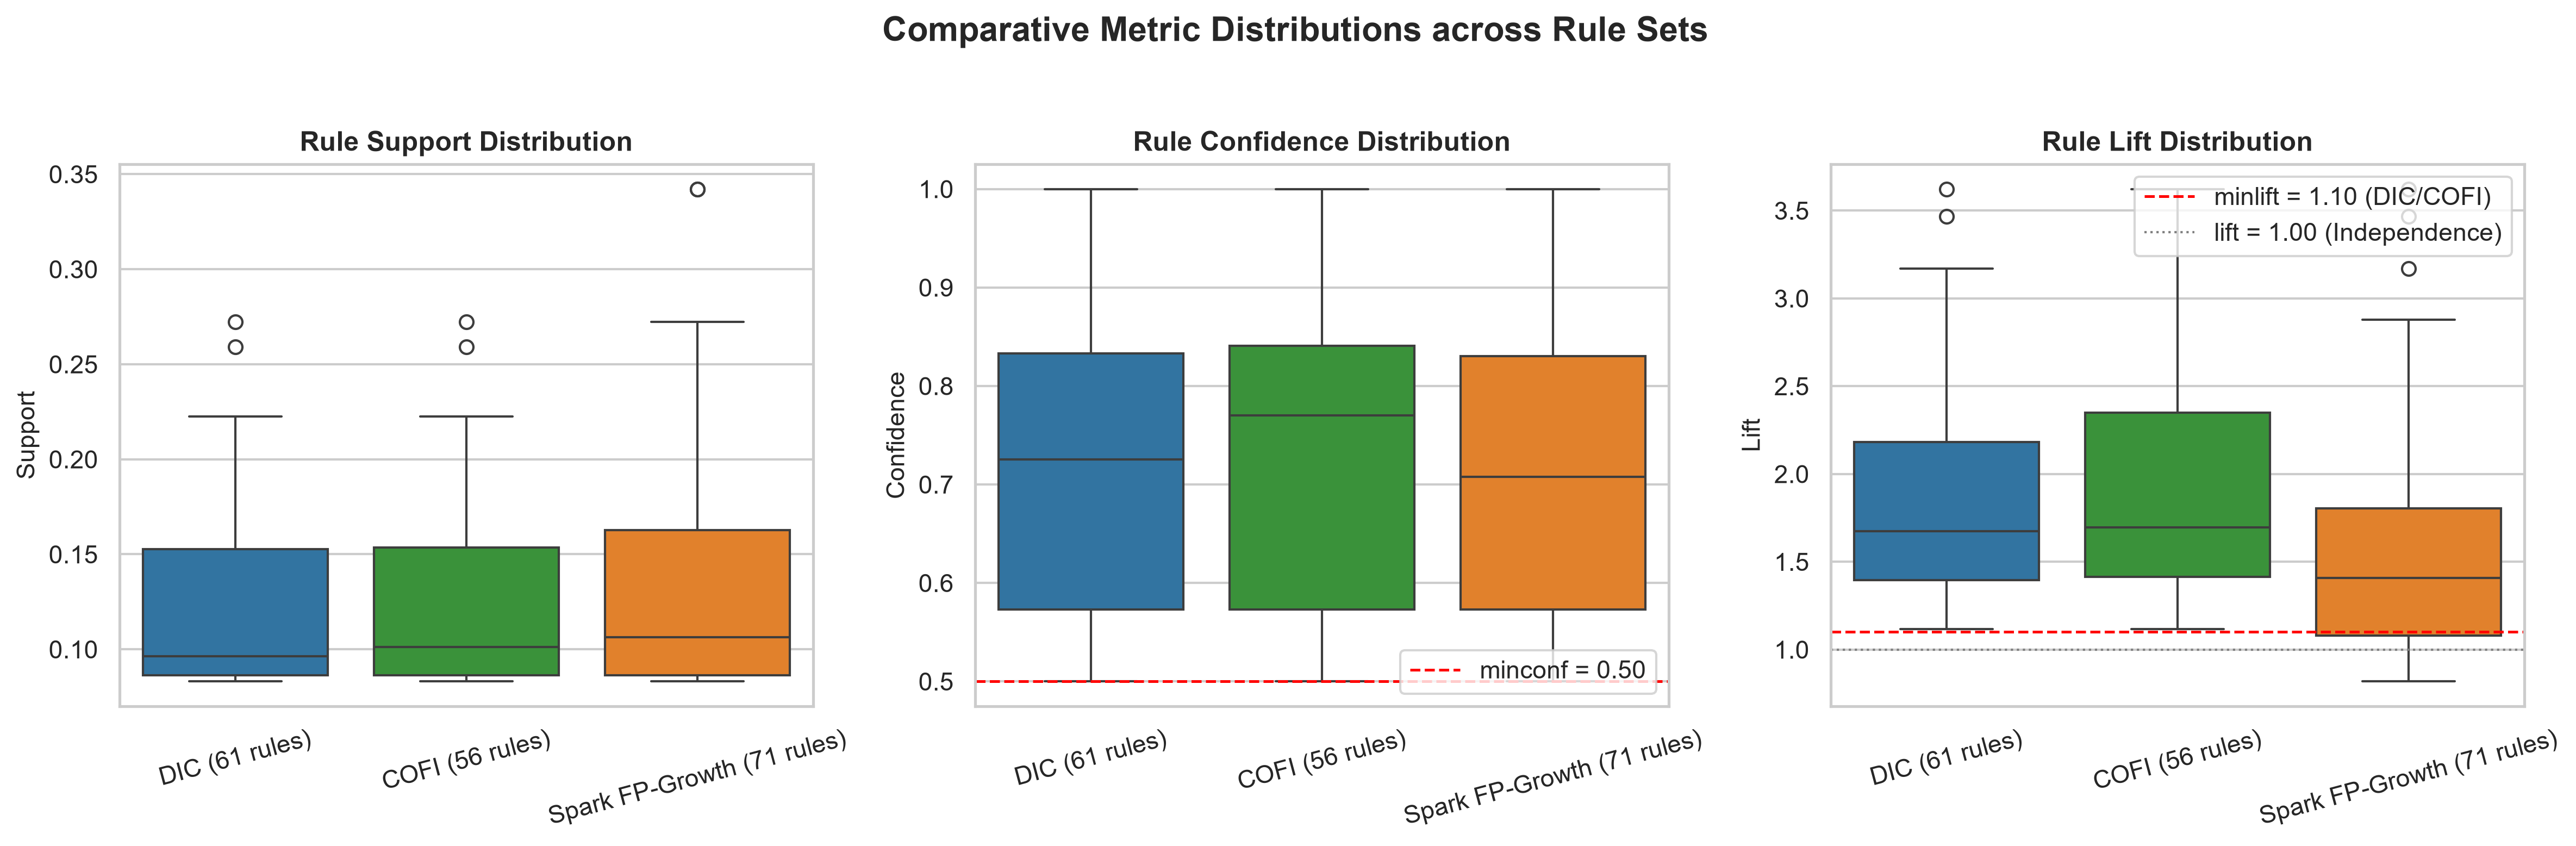 Comparative Metric Distributions across Rule Sets
Rule Support Distribution
Support
0.35
0.30
0.25
0.20
0.15
0.10
DIC (61 rules)
COFI (56 rules)
Spark FP-Growth (71 rules)
Rule Confidence Distribution
Confidence
1.0
0.9
0.8
0.7
0.6
0.5
minconf = 0.50
DIC (61 rules)
COFI (56 rules)
Spark FP-Growth (71 rules)
Rule Lift Distribution
Lift
3.5
3.0
2.5
2.0
1.5
1.0
minlift = 1.10 (DIC/COFI)
lift = 1.00 (Independence)
DIC (61 rules)
COFI (56 rules)
Spark FP-Growth (71 rules)